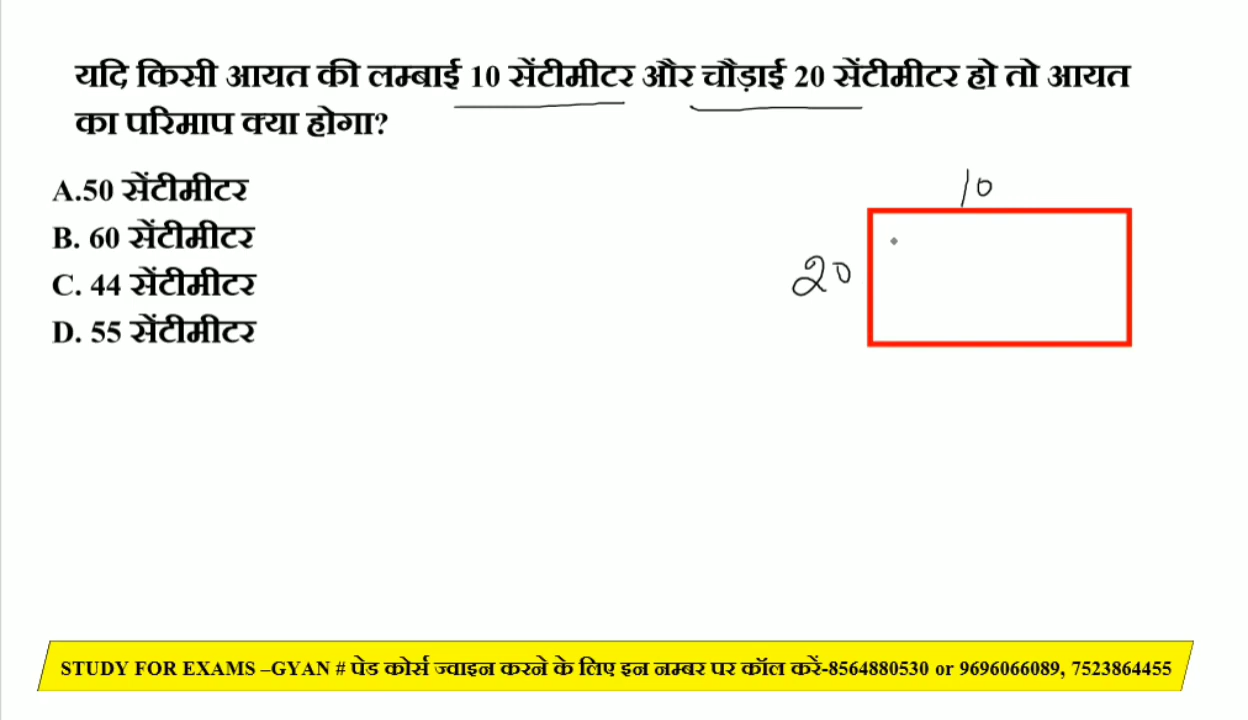 यदि किसी आयत की लम्बाई 10 सेंटीमीटर और चौड़ाई 20 सेंटीमीटर हो तो आयत
का परिमाप क्या होगा?
A.50 सेंटीमीटर
B. 60 सेंटीमीटर
C. 44 सेंटीमीटर
D. 55 सेंटीमीटर
10
20
STUDY FOR EXAMS –GYAN # पेड कोर्स ज्वाइन करने के लिए इन नम्बर पर कॉल करें-8564880530 or 9696066089, 7523864455